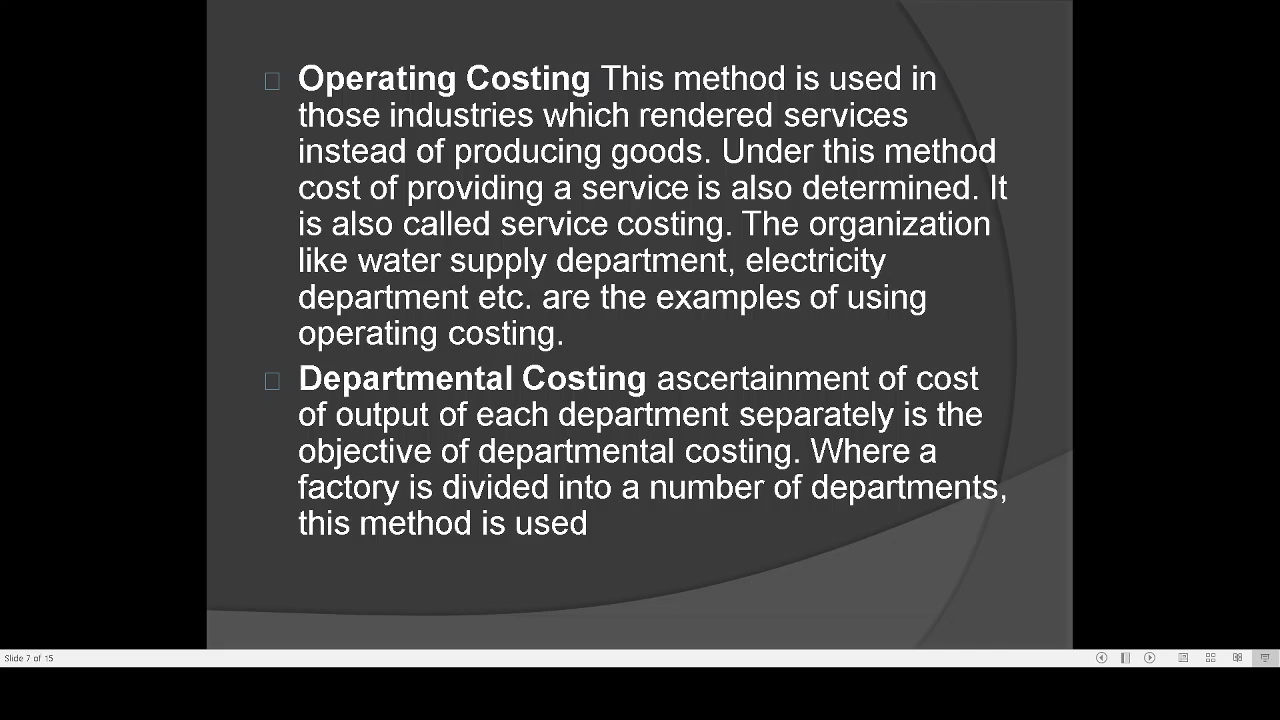 Operating Costing This method is used in
those industries which rendered services
instead of producing goods. Under this method
cost of providing a service is also determined. It
is also called service costing. The organization
like water supply department, electricity
department etc. are the examples of using
operating costing.
Departmental Costing ascertainment of cost
of output of each department separately is the
objective of departmental costing. Where a
factory is divided into a number of departments,
this method is used
Slide 7 of 15